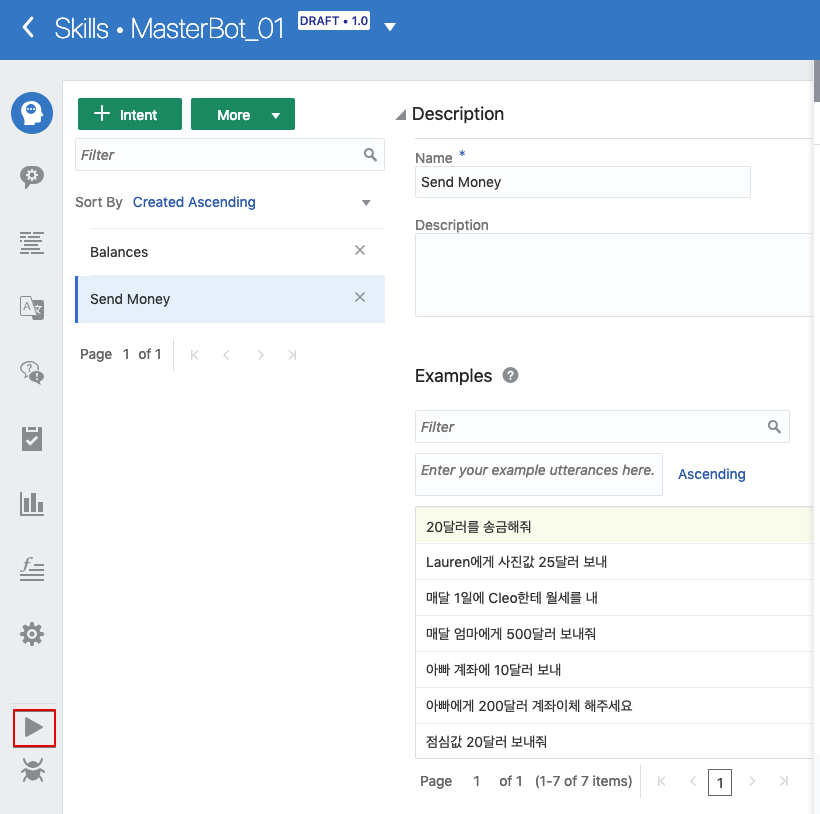 Skills • MasterBot_01 DRAFT • 1.0
Intent
More
Filter
Sort By Created Ascending
Balances
Send Money
Page 1 of 1
Description
Name *
Send Money
Description
Examples ?
Filter
Enter your example utterances here. Ascending
20달러를 송금해줘
Lauren에게 사진값 25달러 보내
매달 1일에 Cleo한테 월세를 내
매달 엄마에게 500달러 보내줘
아빠 계좌에 10달러 보내
아빠에게 200달러 계좌이체 해주세요
점심값 20달러 보내줘
Page 1 of 1 (1-7 of 7 items) 1